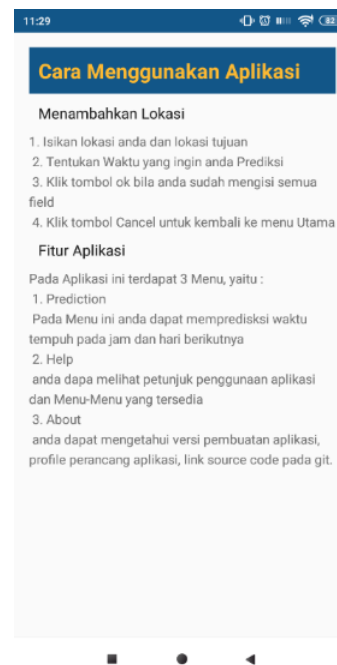 11:29
82
Cara Menggunakan Aplikasi
Menambahkan Lokasi
1. Isikan lokasi anda dan lokasi tujuan
2. Tentukan Waktu yang ingin anda Prediksi
3. Klik tombol ok bila anda sudah mengisi semua
field
4. Klik tombol Cancel untuk kembali ke menu Utama
Fitur Aplikasi
Pada Aplikasi ini terdapat 3 Menu, yaitu :
1. Prediction
Pada Menu ini anda dapat memprediksksi waktu
tempuh pada jam dan hari berikutnya
2. Help
anda dapa melihat petunjuk penggunaan aplikasi
dan Menu-Menu yang tersedia
3. About
anda dapat mengetahui versi pembuatan aplikasi,
profile perancang aplikasi, link source code pada git.